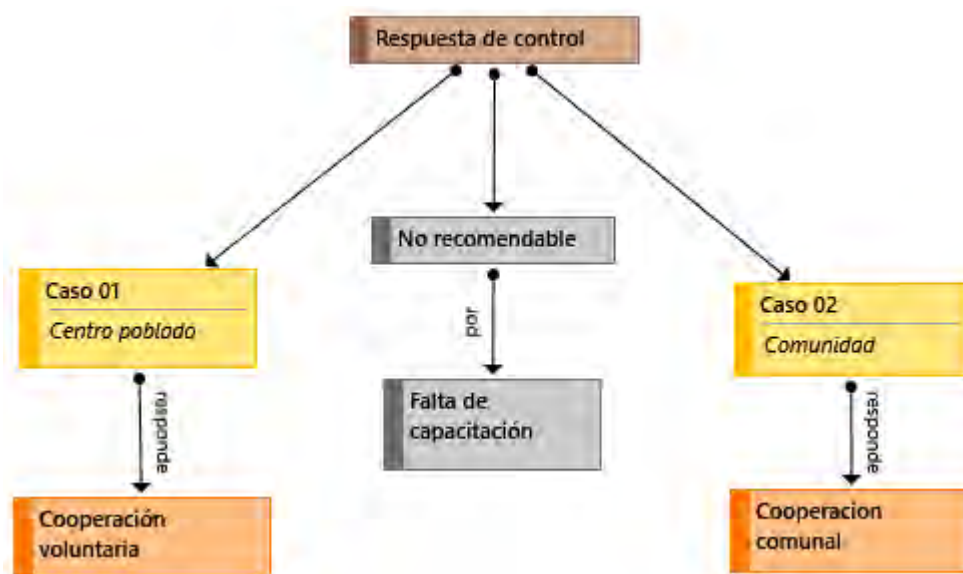 Respuesta de control
No recomendable
Caso 01
Centro poblado
Caso 02
Comunidad
por
responde
responde
Falta de
capacitación
Cooperación
voluntaria
Cooperacion
comunal